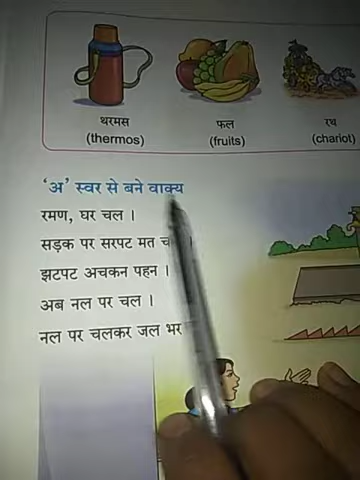 थरमस फल रथ
(thermos) (fruits) (chariot)
'अ' स्वर से बने वाक्य
रमण, घर चल ।
सड़क पर सरपट मत
झटपट अचकन पहन ।
अब नल पर चल ।
नल पर चलकर जल भर